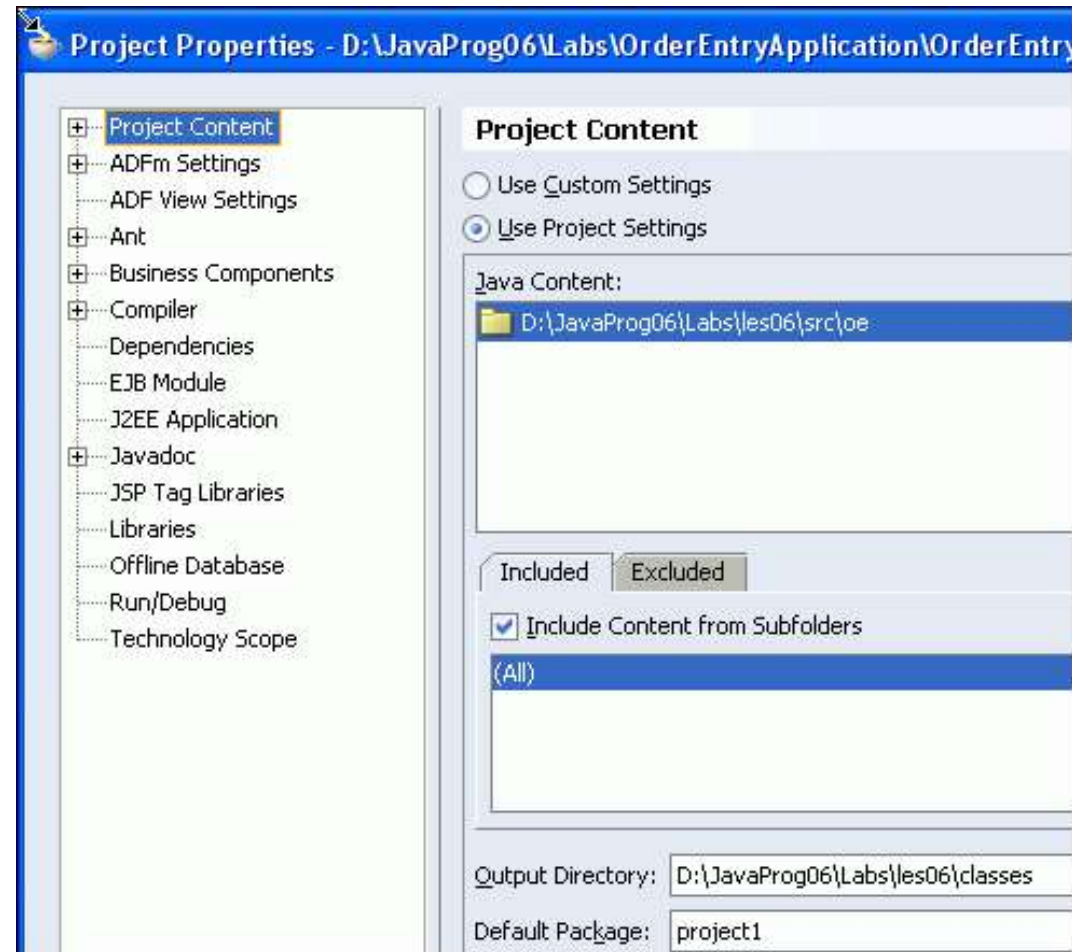 Project Properties - D:\JavaProg06\Labs\OrderEntryApplication\OrderEntry
Project Content
ADFm Settings
ADF View Settings
Ant
Business Components
Compiler
Dependencies
EJB Module
J2EE Application
Javadoc
JSP Tag Libraries
Libraries
Offline Database
Run/Debug
Technology Scope
Project Content
Use Custom Settings
Use Project Settings
Java Content:
D:\JavaProg06\Labs\les06\src\oe
Included Excluded
Include Content from Subfolders
(All)
Output Directory: D:\JavaProg06\Labs\les06\classes
Default Package: project1